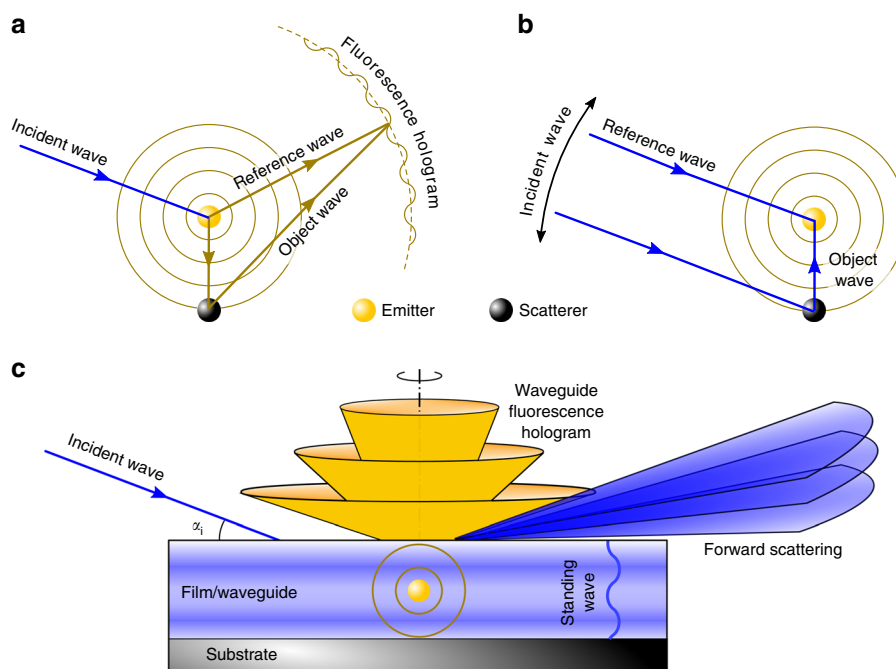 a
Incident wave
Reference wave
Object wave
Fluorescence hologram
b
Incident wave
Reference wave
Object
wave
Emitter
Scatterer
c
Incident wave
αi
Waveguide
fluorescence
hologram
Forward scattering
Film/waveguide
Standing
wave
Substrate